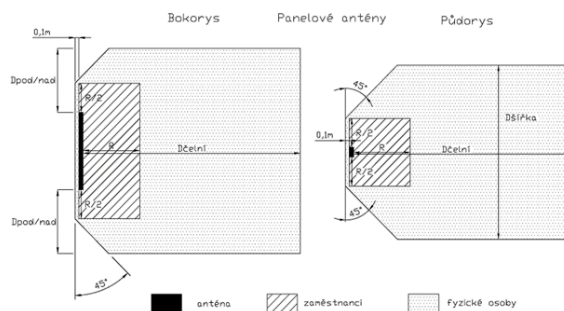 Bokorys
Panelové antény
Půdorys
0,1m
Dpod/nad
R/2
R
Dčelní
R/2
Dpod/nad
45°
45°
0,1m
R/2
R
Dčelní
R/2
Dšířka
45°
anténa
zaměstnanci
fyzické osoby